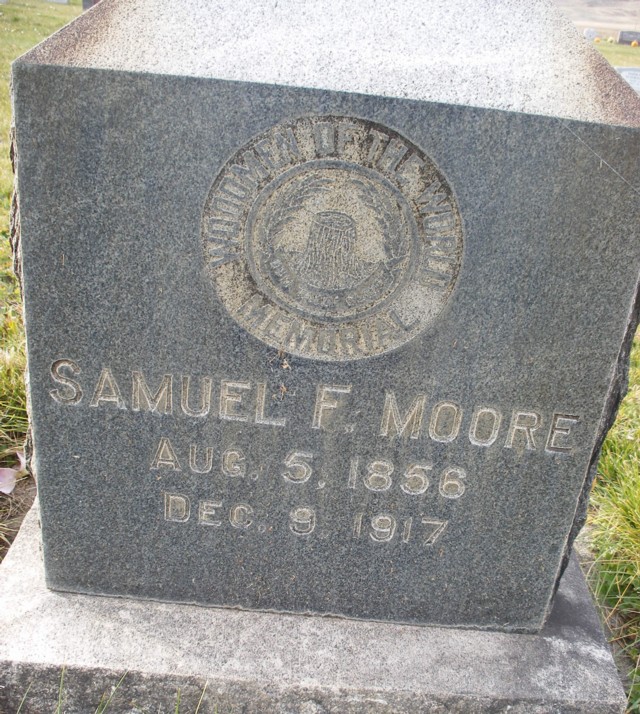 WOODMEN OF THE WORLD
MEMORIAL
SAMUEL F. MOORE
AUG. 5, 1856
DEC. 9, 1917